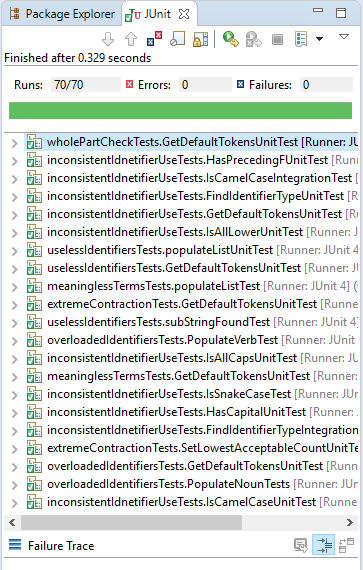 Package Explorer JUnit
Finished after 0.329 seconds
Runs: 70/70 Errors: 0 Failures: 0
wholePartCheckTests.GetDefaultTokensUnitTest [Runner: JU
inconsistentIdnetifierUseTests.HasPrecedingFUnitTest [Run
inconsistentIdnetifierUseTests.IsCamelCaseIntegrationTest
inconsistentIdnetifierUseTests.FindIdentifierTypeUnitTest [
inconsistentIdnetifierUseTests.GetDefaultTokensUnitTest [
inconsistentIdnetifierUseTests.IsAllLowerUnitTest [Runner:
uselessIdentifiersTests.populateListUnitTest [Runner: JUnit 4
uselessIdentifiersTests.GetDefaultTokensUnitTest [Runner: J
meaninglessTermsTests.populateListTest [Runner: JUnit 4] (
extremeContractionTests.GetDefaultTokensUnitTest [Runner
uselessIdentifiersTests.subStringFoundTest [Runner: JUnit 4]
overloadedIdentifiersTests.PopulateVerbTest [Runner: JUnit
inconsistentIdnetifierUseTests.IsAllCapsUnitTest [Runner: JU
meaninglessTermsTests.GetDefaultTokensUnitTest [Runner:
inconsistentIdnetifierUseTests.IsSnakeCaseTest [Runner: JU
inconsistentIdnetifierUseTests.HasCapitalUnitTest [Runner:
inconsistentIdnetifierUseTests.FindIdentifierTypeIntegration
extremeContractionTests.SetLowestAcceptableCountUnitTe
overloadedIdentifiersTests.GetDefaultTokensUnitTest [Runn
overloadedIdentifiersTests.PopulateNounTests [Runner: JU
inconsistentIdnetifierUseTests.IsCamelCaseUnitTest [Runne
Failure Trace